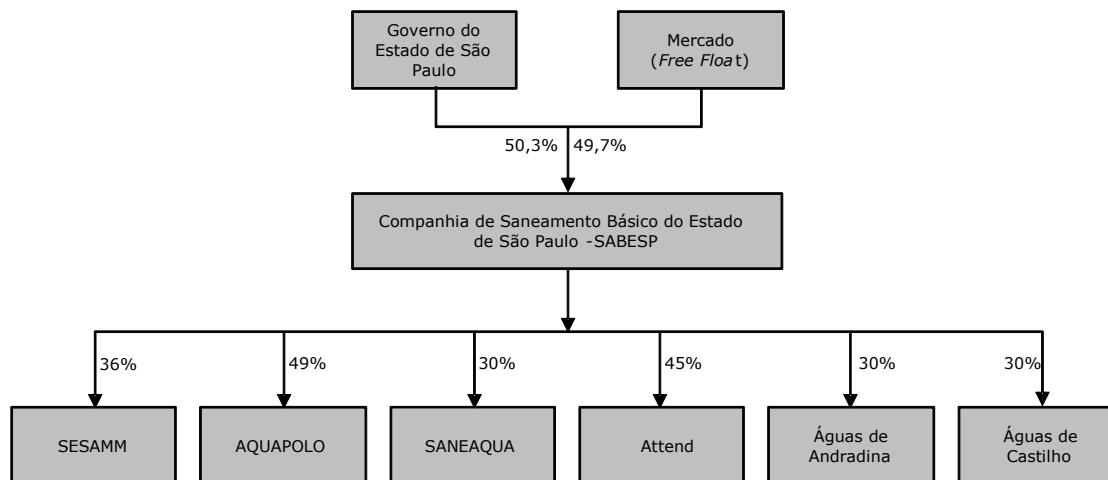 Governo do
Estado de São
Paulo
Mercado
(Free Float)
50,3%
49,7%
Companhia de Saneamento Básico do Estado
de São Paulo -SABESP
36%
49%
30%
45%
30%
30%
SESAMM
AQUAPOLO
SANEAQUA
Attend
Águas de
Andradina
Águas de
Castilho